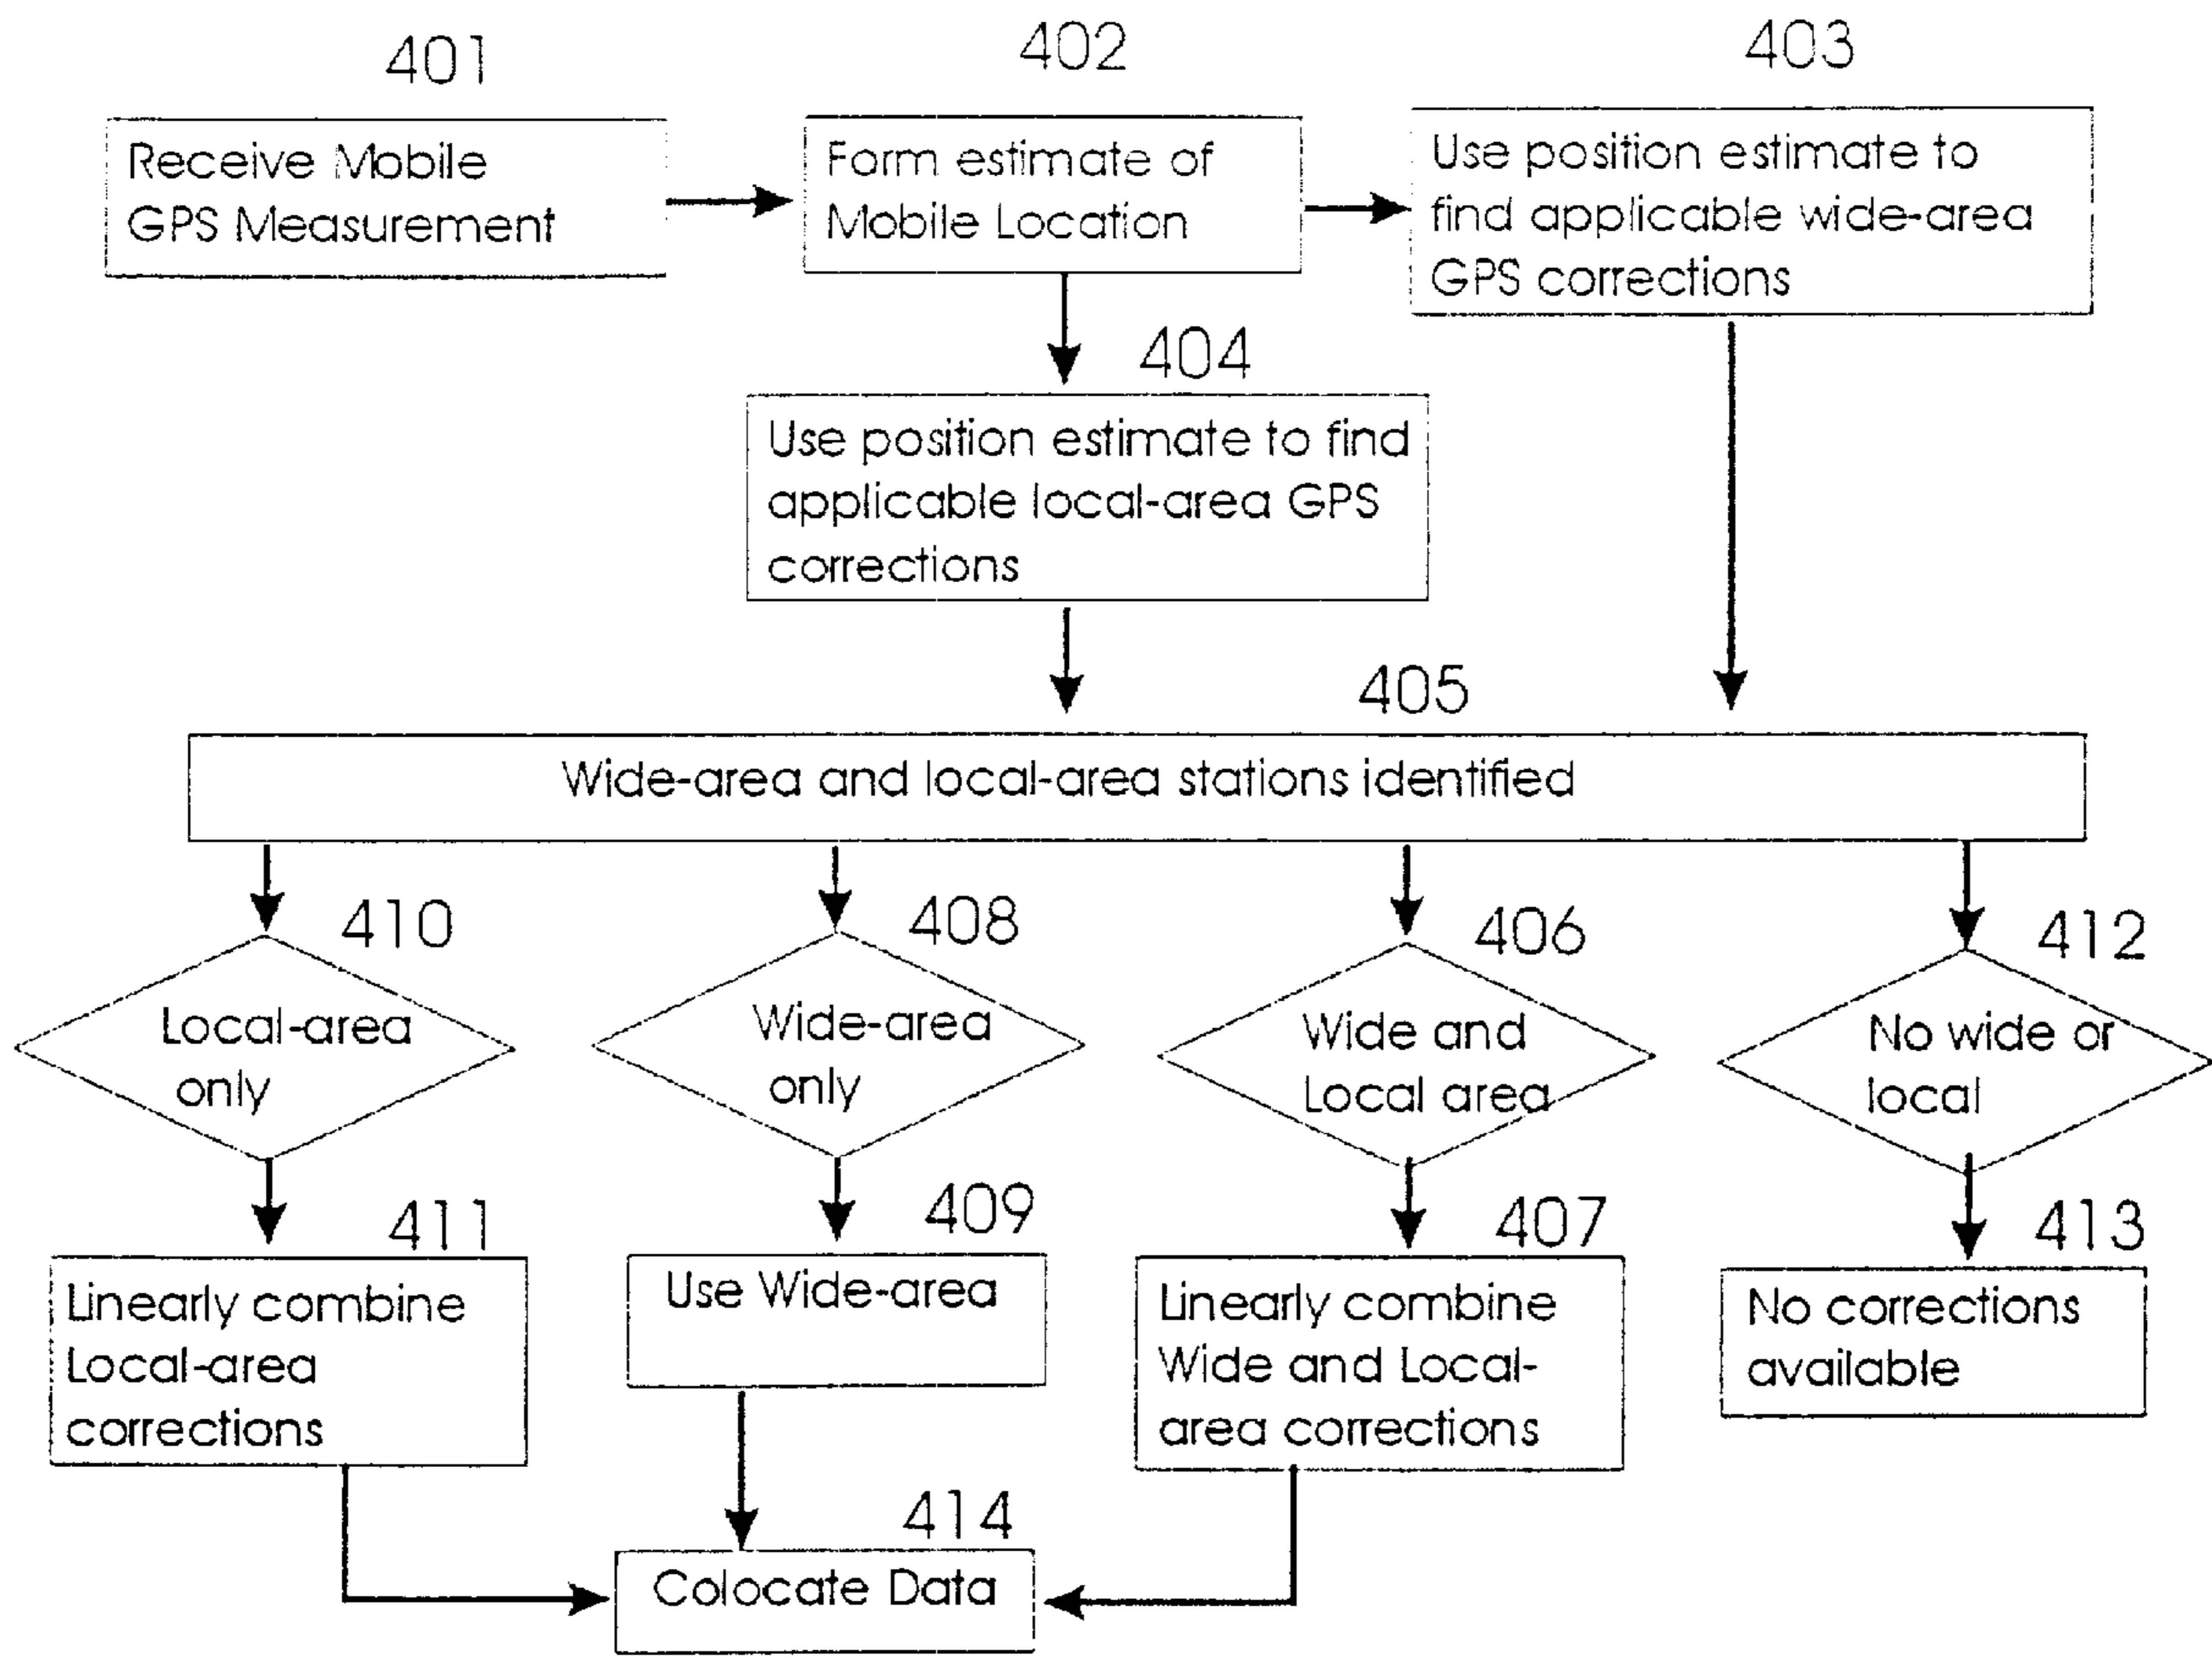 401
402
403
Receive Mobile
GPS Measurement
Form estimate of
Mobile Location
Use position estimate to
find applicable wide-area
GPS corrections
404
Use position estimate to find
applicable local-area GPS
corrections
405
Wide-area and local-area stations identified
410
408
406
412
Local-area
only
Wide-area
only
Wide and
Local area
No wide or
local
411
409
407
413
Linearly combine
Local-area
corrections
Use Wide-area
Linearly combine
Wide and Local-
area corrections
No corrections
available
414
Colocate Data